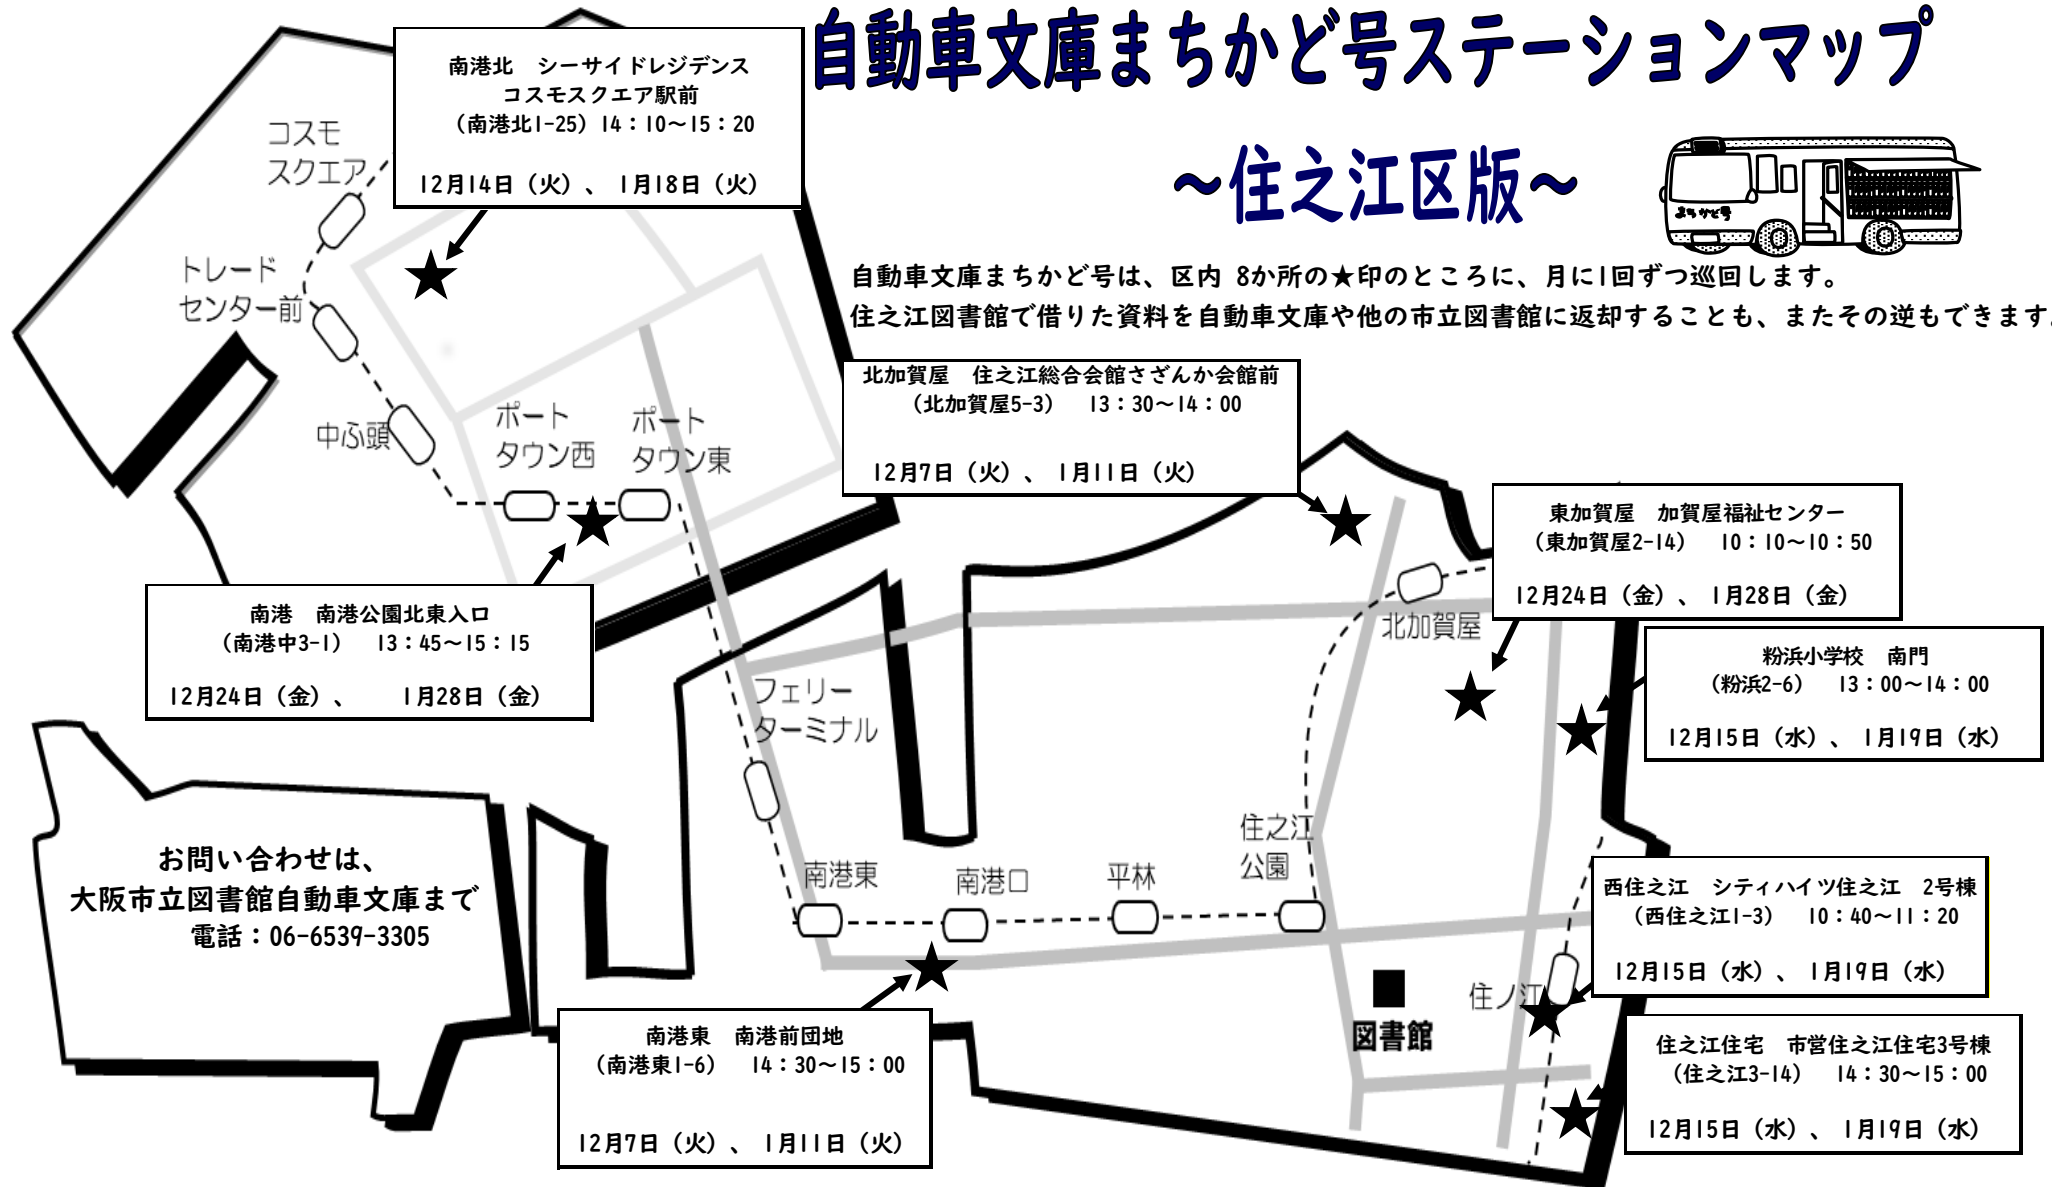 自動車文庫まちかど号ステーションマップ
～住之江区版～
まちかど号
自動車文庫まちかど号は、区内 8か所の★印のところに、月に1回ずつ巡回します。
住之江図書館で借りた資料を自動車文庫や他の市立図書館に返却することも、またその逆もできます。
南港北　シーサイドレジデンス
コスモスクエア駅前
（南港北1-25）14：10～15：20
12月14日（火）、 1月18日（火）
コスモ
スクエア
トレード
センター前
中ふ頭
ポート
タウン西
ポート
タウン東
北加賀屋　住之江総合会館さざんか会館前
（北加賀屋5-3）　13：30～14：00
12月7日（火）、 1月11日（火）
東加賀屋　加賀屋福祉センター
（東加賀屋2-14）　10：10～10：50
12月24日（金）、 1月28日（金）
北加賀屋
南港　南港公園北東入口
（南港中3-1）　13：45～15：15
12月24日（金）、　　1月28日（金）
粉浜小学校　南門
（粉浜2-6）　13：00～14：00
12月15日（水）、 1月19日（水）
フェリー
ターミナル
南港東
南港口
平林
住之江
公園
お問い合わせは、
大阪市立図書館自動車文庫まで
電話：06-6539-3305
西住之江　シティハイツ住之江　2号棟
（西住之江1-3）　10：40～11：20
12月15日（水）、 1月19日（水）
住ノ江
図書館
南港東　南港前団地
（南港東1-6）　14：30～15：00
12月7日（火）、 1月11日（火）
住之江住宅　市営住之江住宅3号棟
（住之江3-14）　14：30～15：00
12月15日（水）、 1月19日（水）